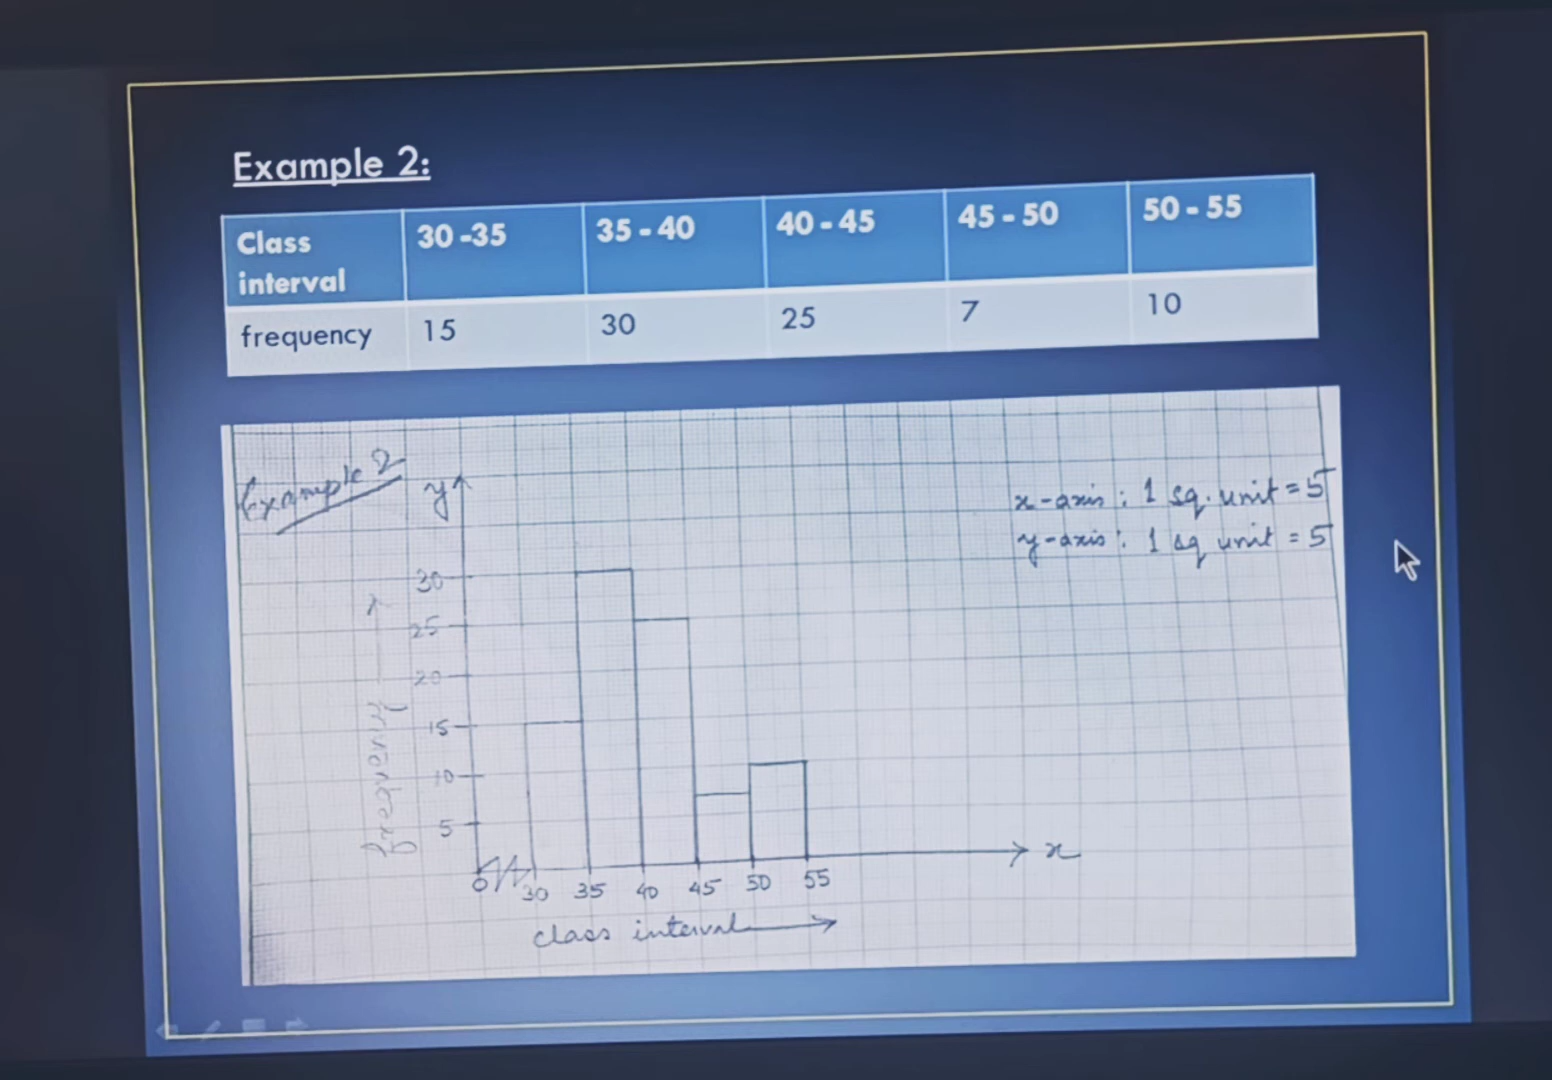 Example 2:
Class interval 30 -35 35 - 40 40 - 45 45 - 50 50 - 55
frequency 15 30 25 7 10
Example 2
y
x-axis : 1 sq. unit = 5
y-axis : 1 sq unit = 5
30
25
20
15
10
5
frequency
x
0 30 35 40 45 50 55
class interval